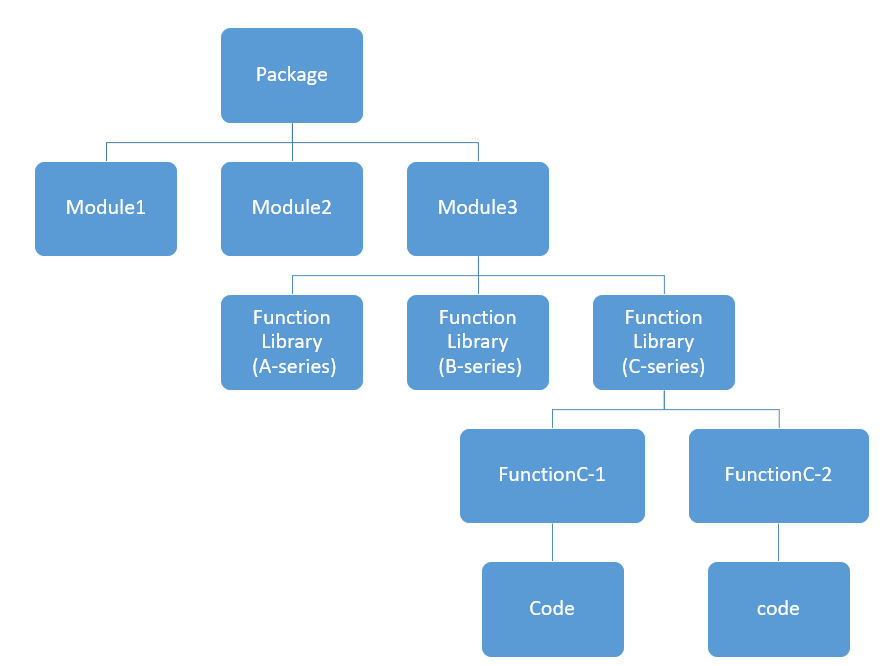 Package
Module1
Module2
Module3
Function
Library
(A-series)
Function
Library
(B-series)
Function
Library
(C-series)
FunctionC-1
FunctionC-2
Code
code